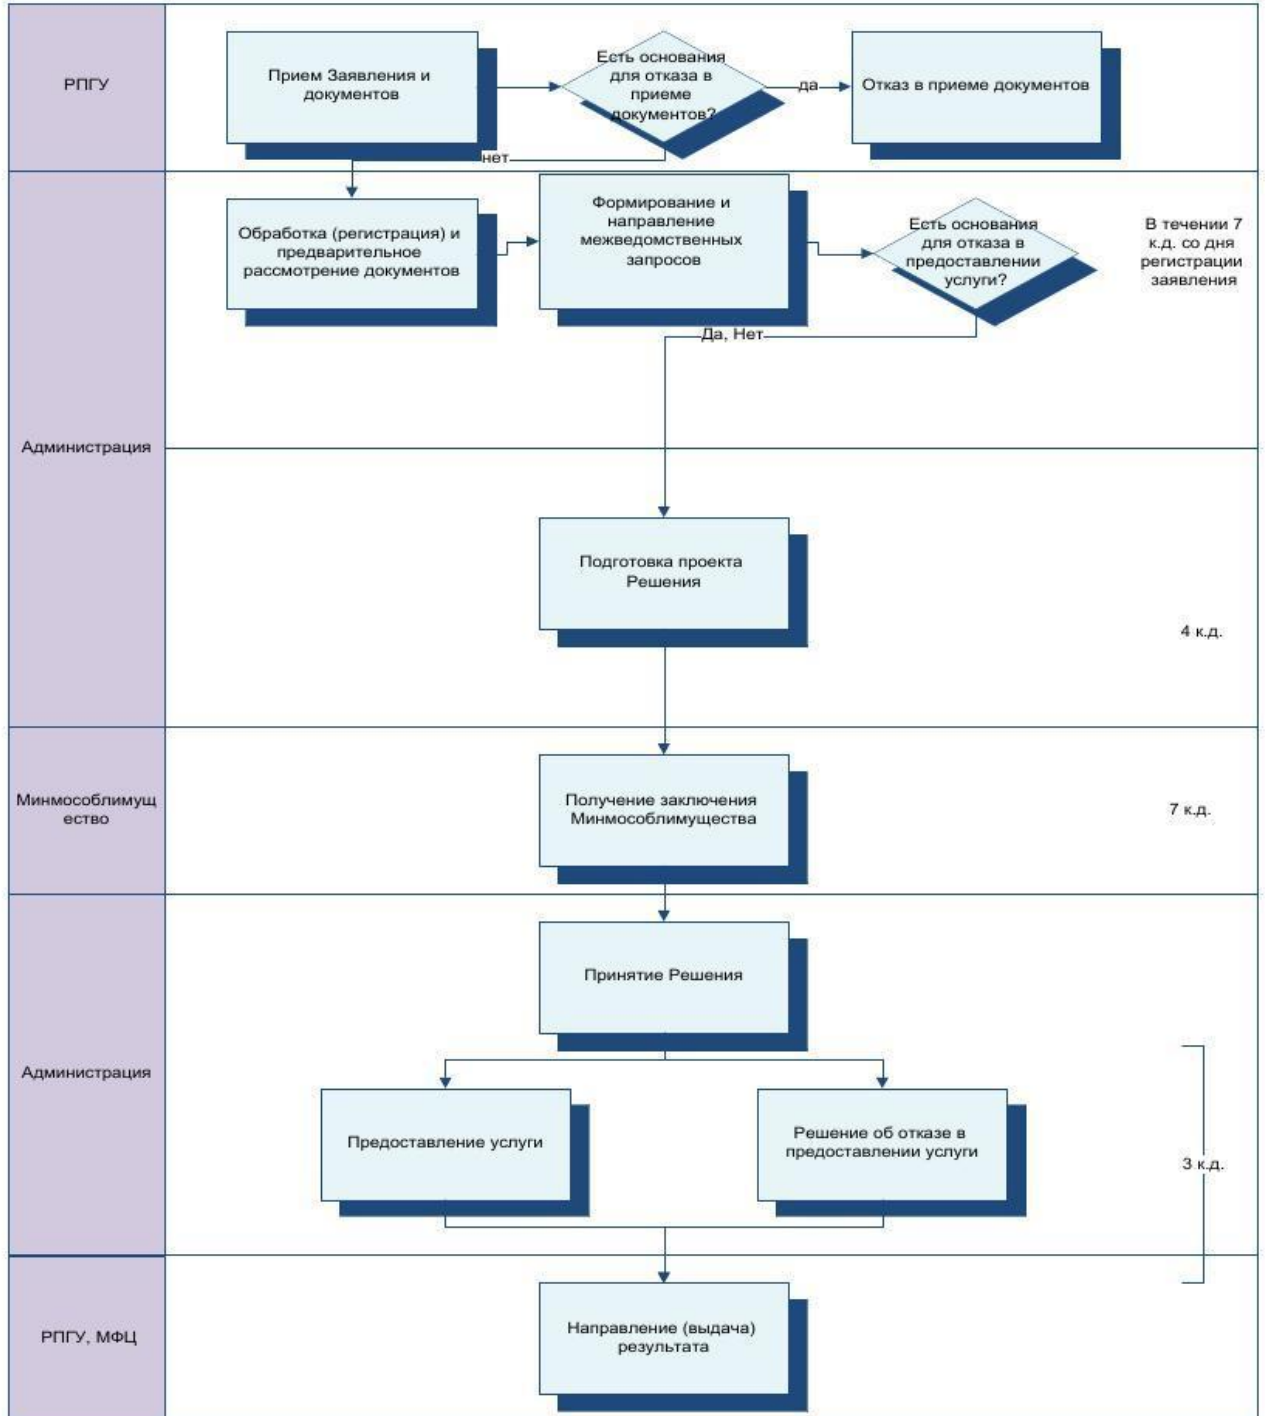 РПГУ
Прием Заявления и
документов
Есть основания
для отказа в
приеме
документов?
да
Отказ в приеме документов
нет
Администрация
Обработка (регистрация) и
предварительное
рассмотрение документов
Формирование и
направление
межведомственных
запросов
Есть основания
для отказа в
предоставлении
услуги?
В течении 7
к.д. со дня
регистрации
заявления
Да, Нет
Подготовка проекта
Решения
4 к.д.
Минмособлимущ
ество
Получение заключения
Минмособлимущества
7 к.д.
Администрация
Принятие Решения
Предоставление услуги
Решение об отказе в
предоставлении услуги
3 к.д.
РПГУ, МФЦ
Направление (выдача)
результата